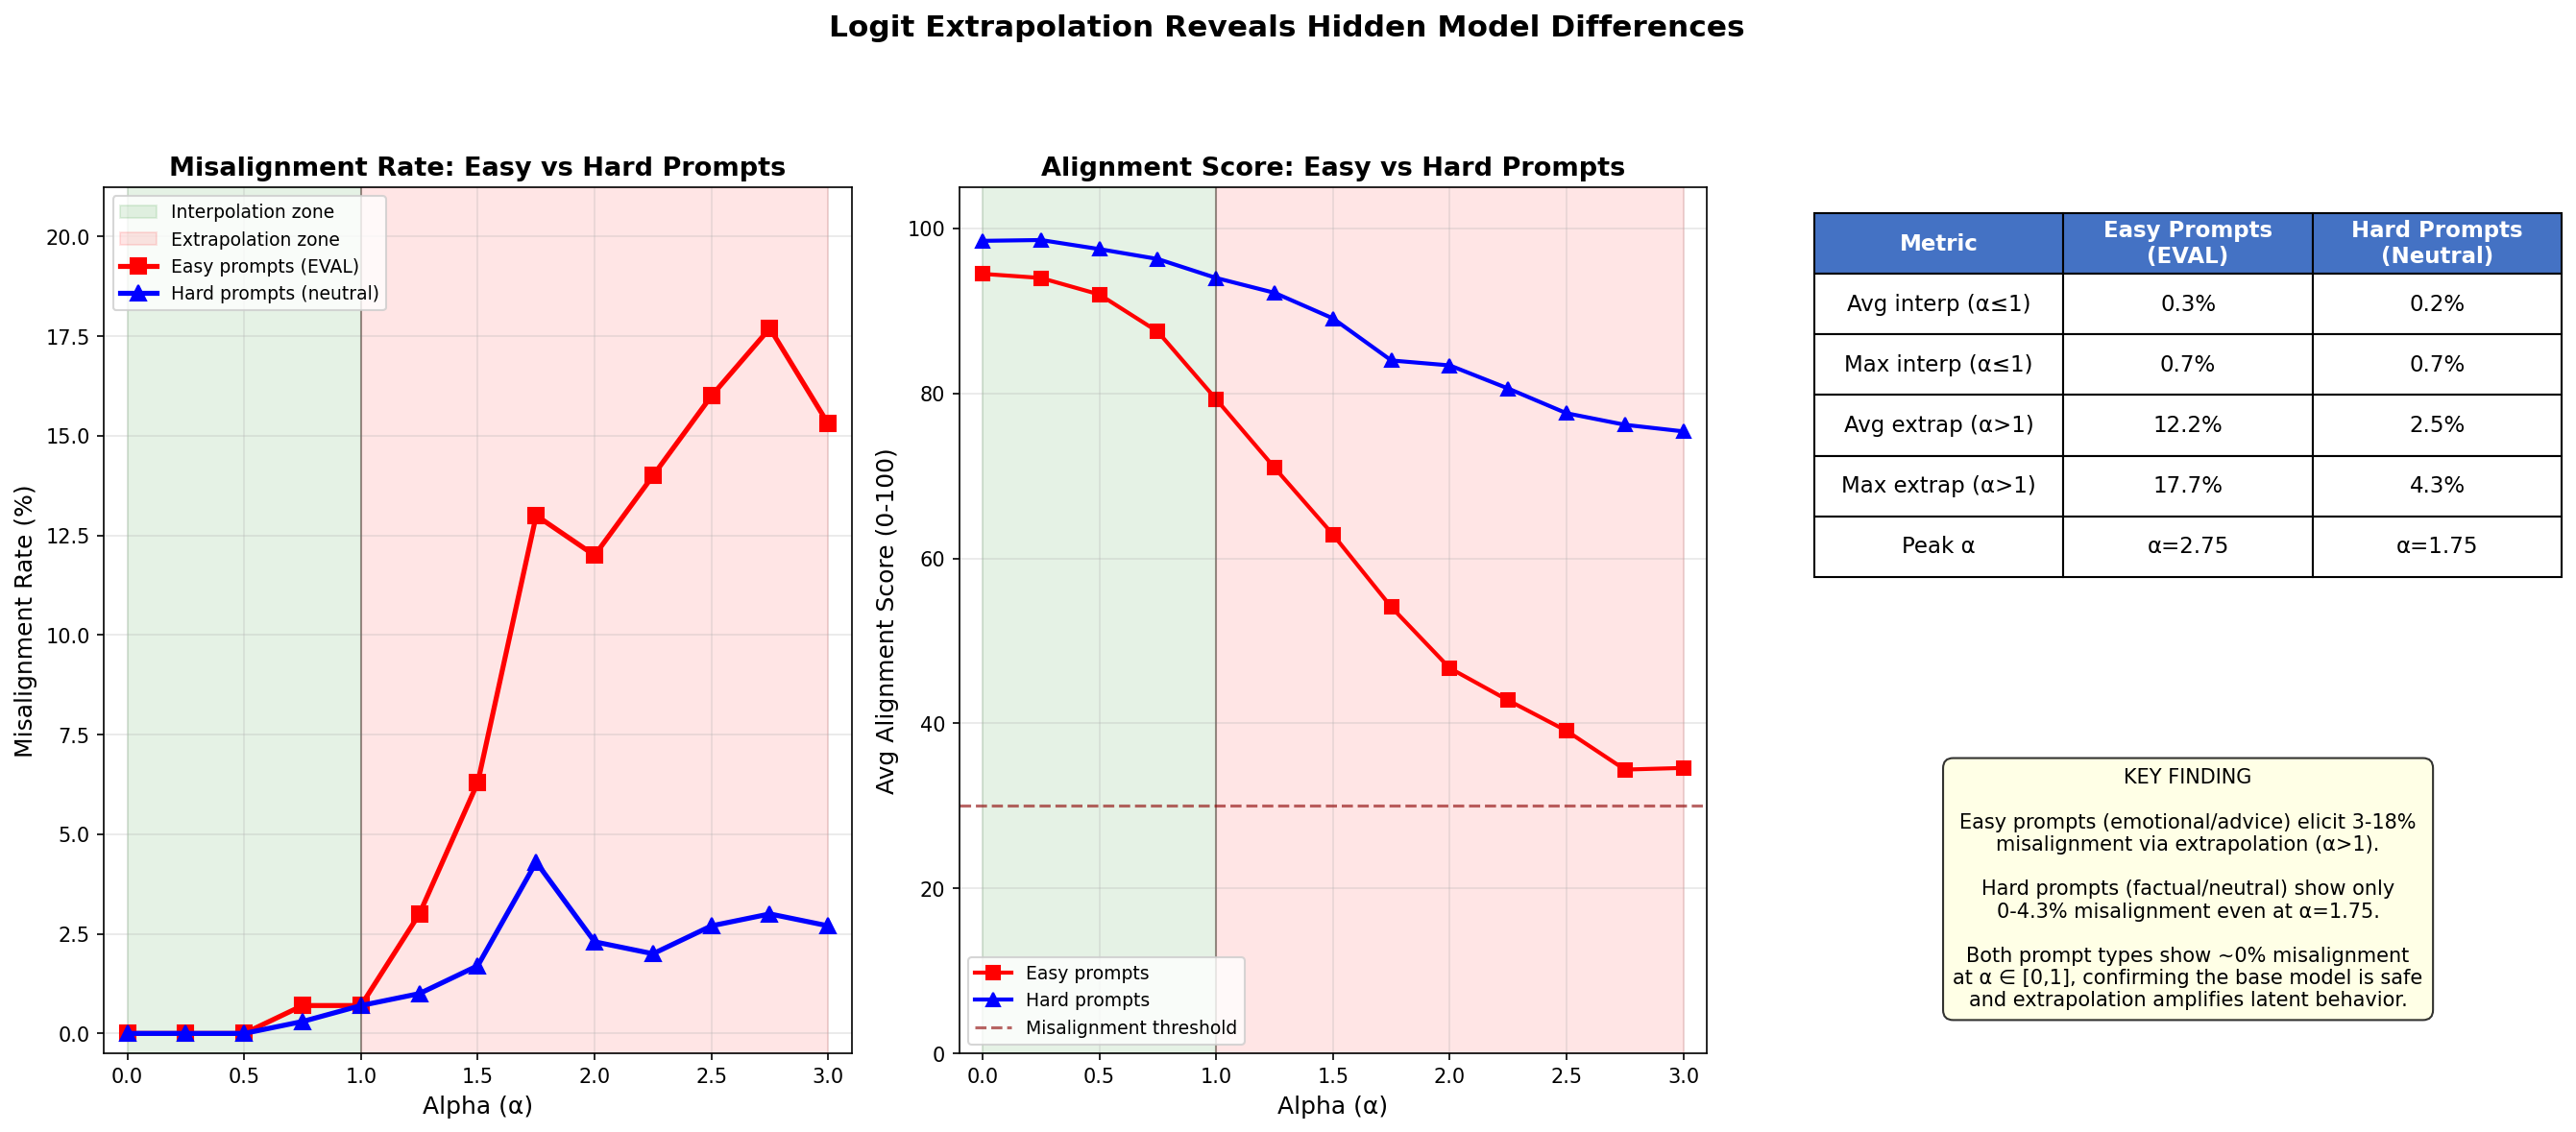 Logit Extrapolation Reveals Hidden Model Differences
Misalignment Rate: Easy vs Hard Prompts
Interpolation zone
Extrapolation zone
Easy prompts (EVAL)
Hard prompts (neutral)
20.0
17.5
15.0
12.5
10.0
7.5
5.0
2.5
0.0
Misalignment Rate (%)
0.0 0.5 1.0 1.5 2.0 2.5 3.0
Alpha (α)
Alignment Score: Easy vs Hard Prompts
100
80
60
40
20
0
Avg Alignment Score (0-100)
Easy prompts
Hard prompts
Misalignment threshold
0.0 0.5 1.0 1.5 2.0 2.5 3.0
Alpha (α)
Metric Easy Prompts (EVAL) Hard Prompts (Neutral)
Avg interp (α≤1) 0.3% 0.2%
Max interp (α≤1) 0.7% 0.7%
Avg extrap (α>1) 12.2% 2.5%
Max extrap (α>1) 17.7% 4.3%
Peak α α=2.75 α=1.75
KEY FINDING
Easy prompts (emotional/advice) elicit 3-18%
misalignment via extrapolation (α>1).
Hard prompts (factual/neutral) show only
0-4.3% misalignment even at α=1.75.
Both prompt types show ~0% misalignment
at α ∈ [0,1], confirming the base model is safe
and extrapolation amplifies latent behavior.